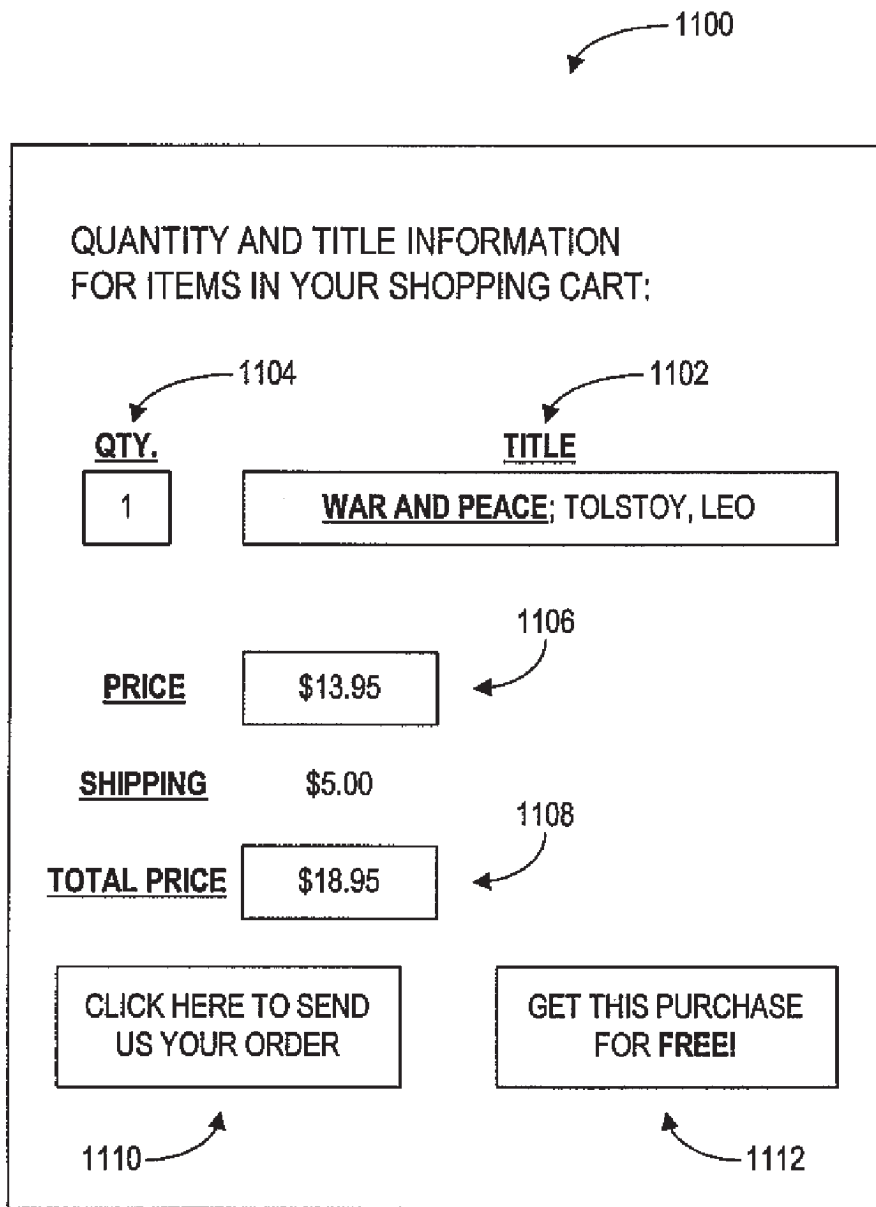 1100
QUANTITY AND TITLE INFORMATION
FOR ITEMS IN YOUR SHOPPING CART:
1104
1102
QTY.
TITLE
1
WAR AND PEACE; TOLSTOY, LEO
1106
PRICE
$13.95
SHIPPING
$5.00
1108
TOTAL PRICE
$18.95
CLICK HERE TO SEND
US YOUR ORDER
GET THIS PURCHASE
FOR FREE!
1110
1112